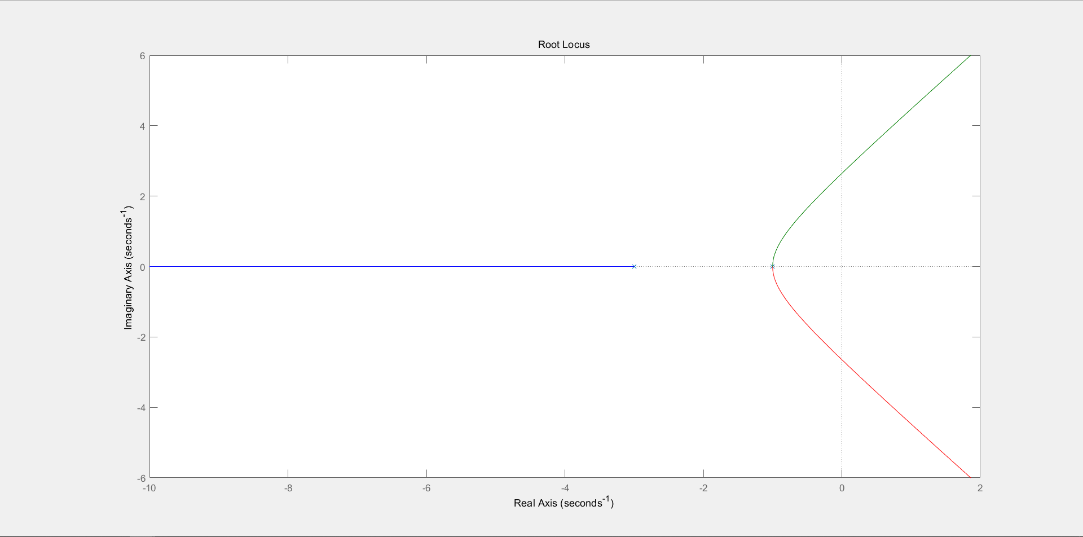 Root Locus
6
4
2
0
-2
-4
-6
Imaginary Axis (seconds⁻¹)
-10 -8 -6 -4 -2 0 2
Real Axis (seconds⁻¹)